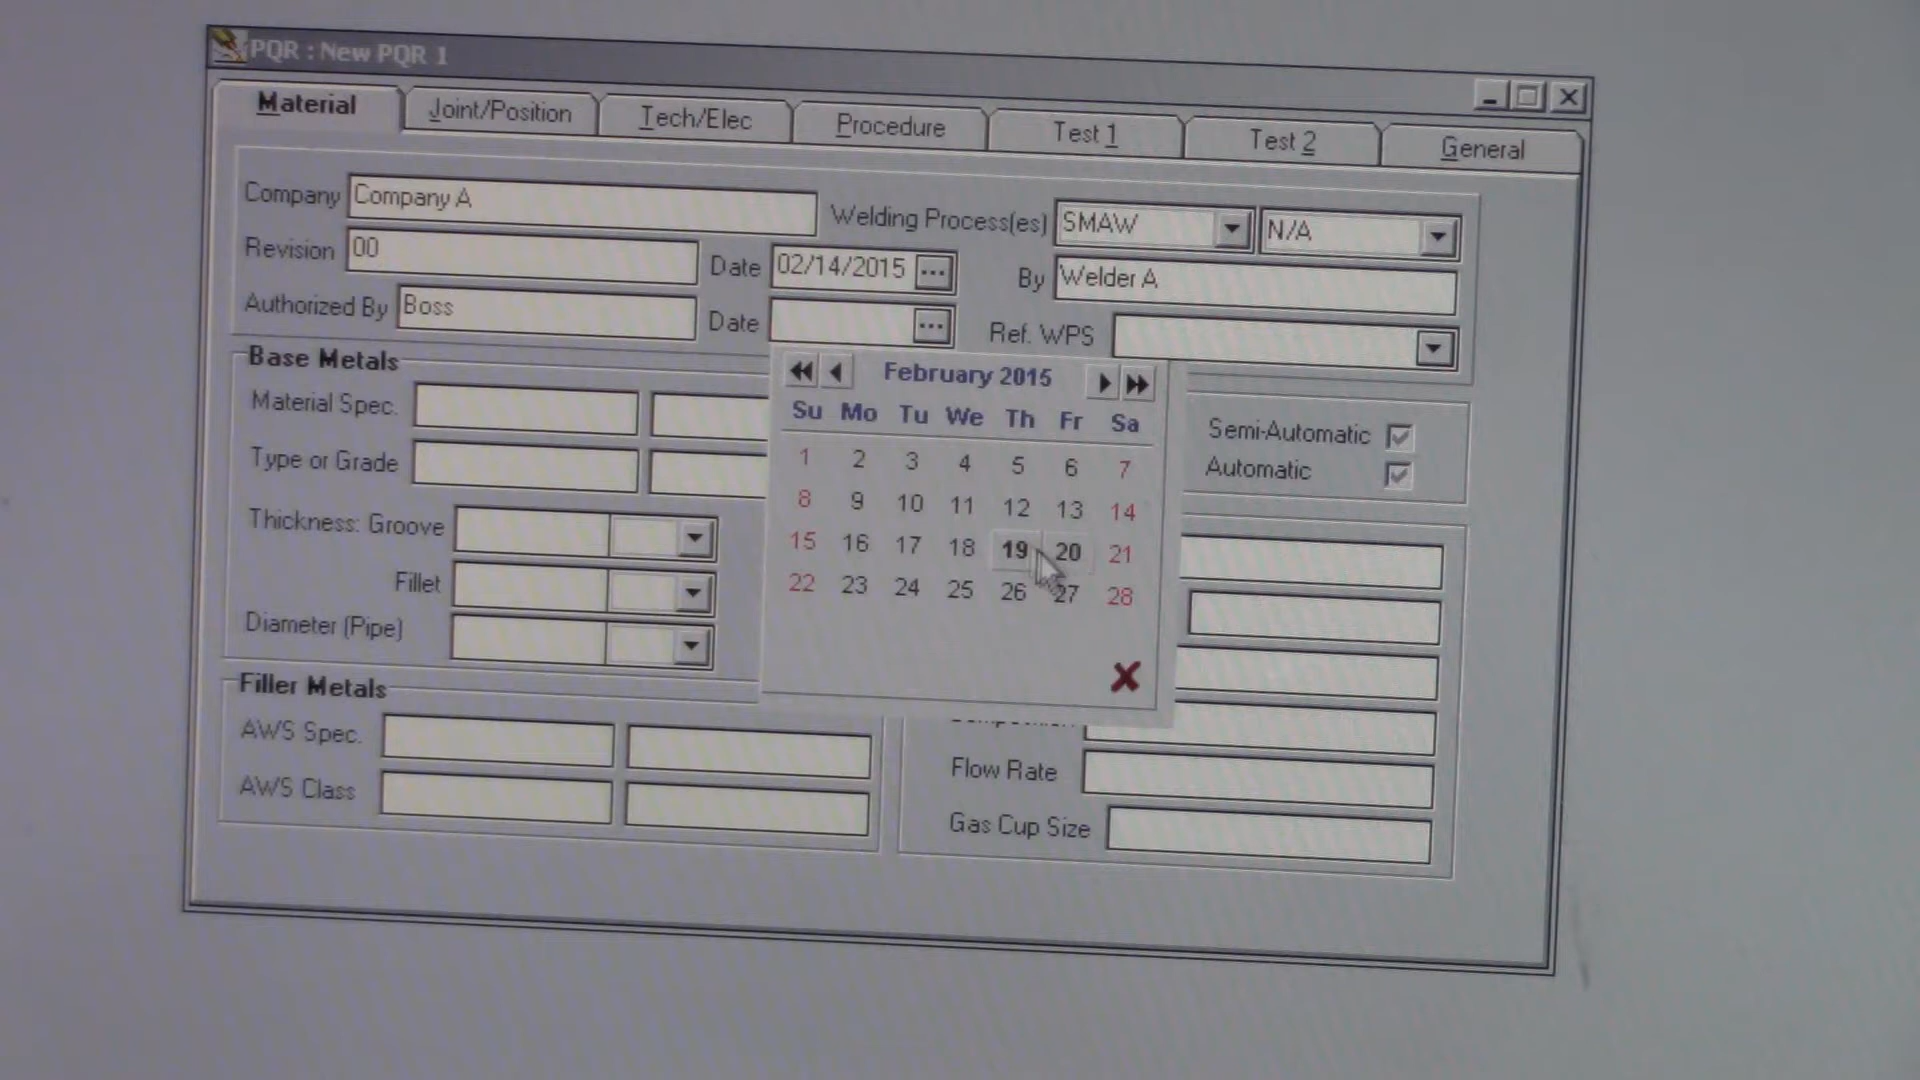 PQR : New PQR 1
Material Joint/Position Tech/Elec Procedure Test 1 Test 2 General
Company Company A Welding Process(es) SMAW N/A
Revision 00 Date 02/14/2015 ... By Welder A
Authorized By Boss Date ... Ref. WPS
Base Metals
Material Spec.
Type or Grade
Thickness: Groove
Fillet
Diameter (Pipe)
February 2015
Su Mo Tu We Th Fr Sa
1 2 3 4 5 6 7
8 9 10 11 12 13 14
15 16 17 18 19 20 21
22 23 24 25 26 27 28
Semi-Automatic
Automatic
Filler Metals
AWS Spec.
AWS Class
Flow Rate
Gas Cup Size